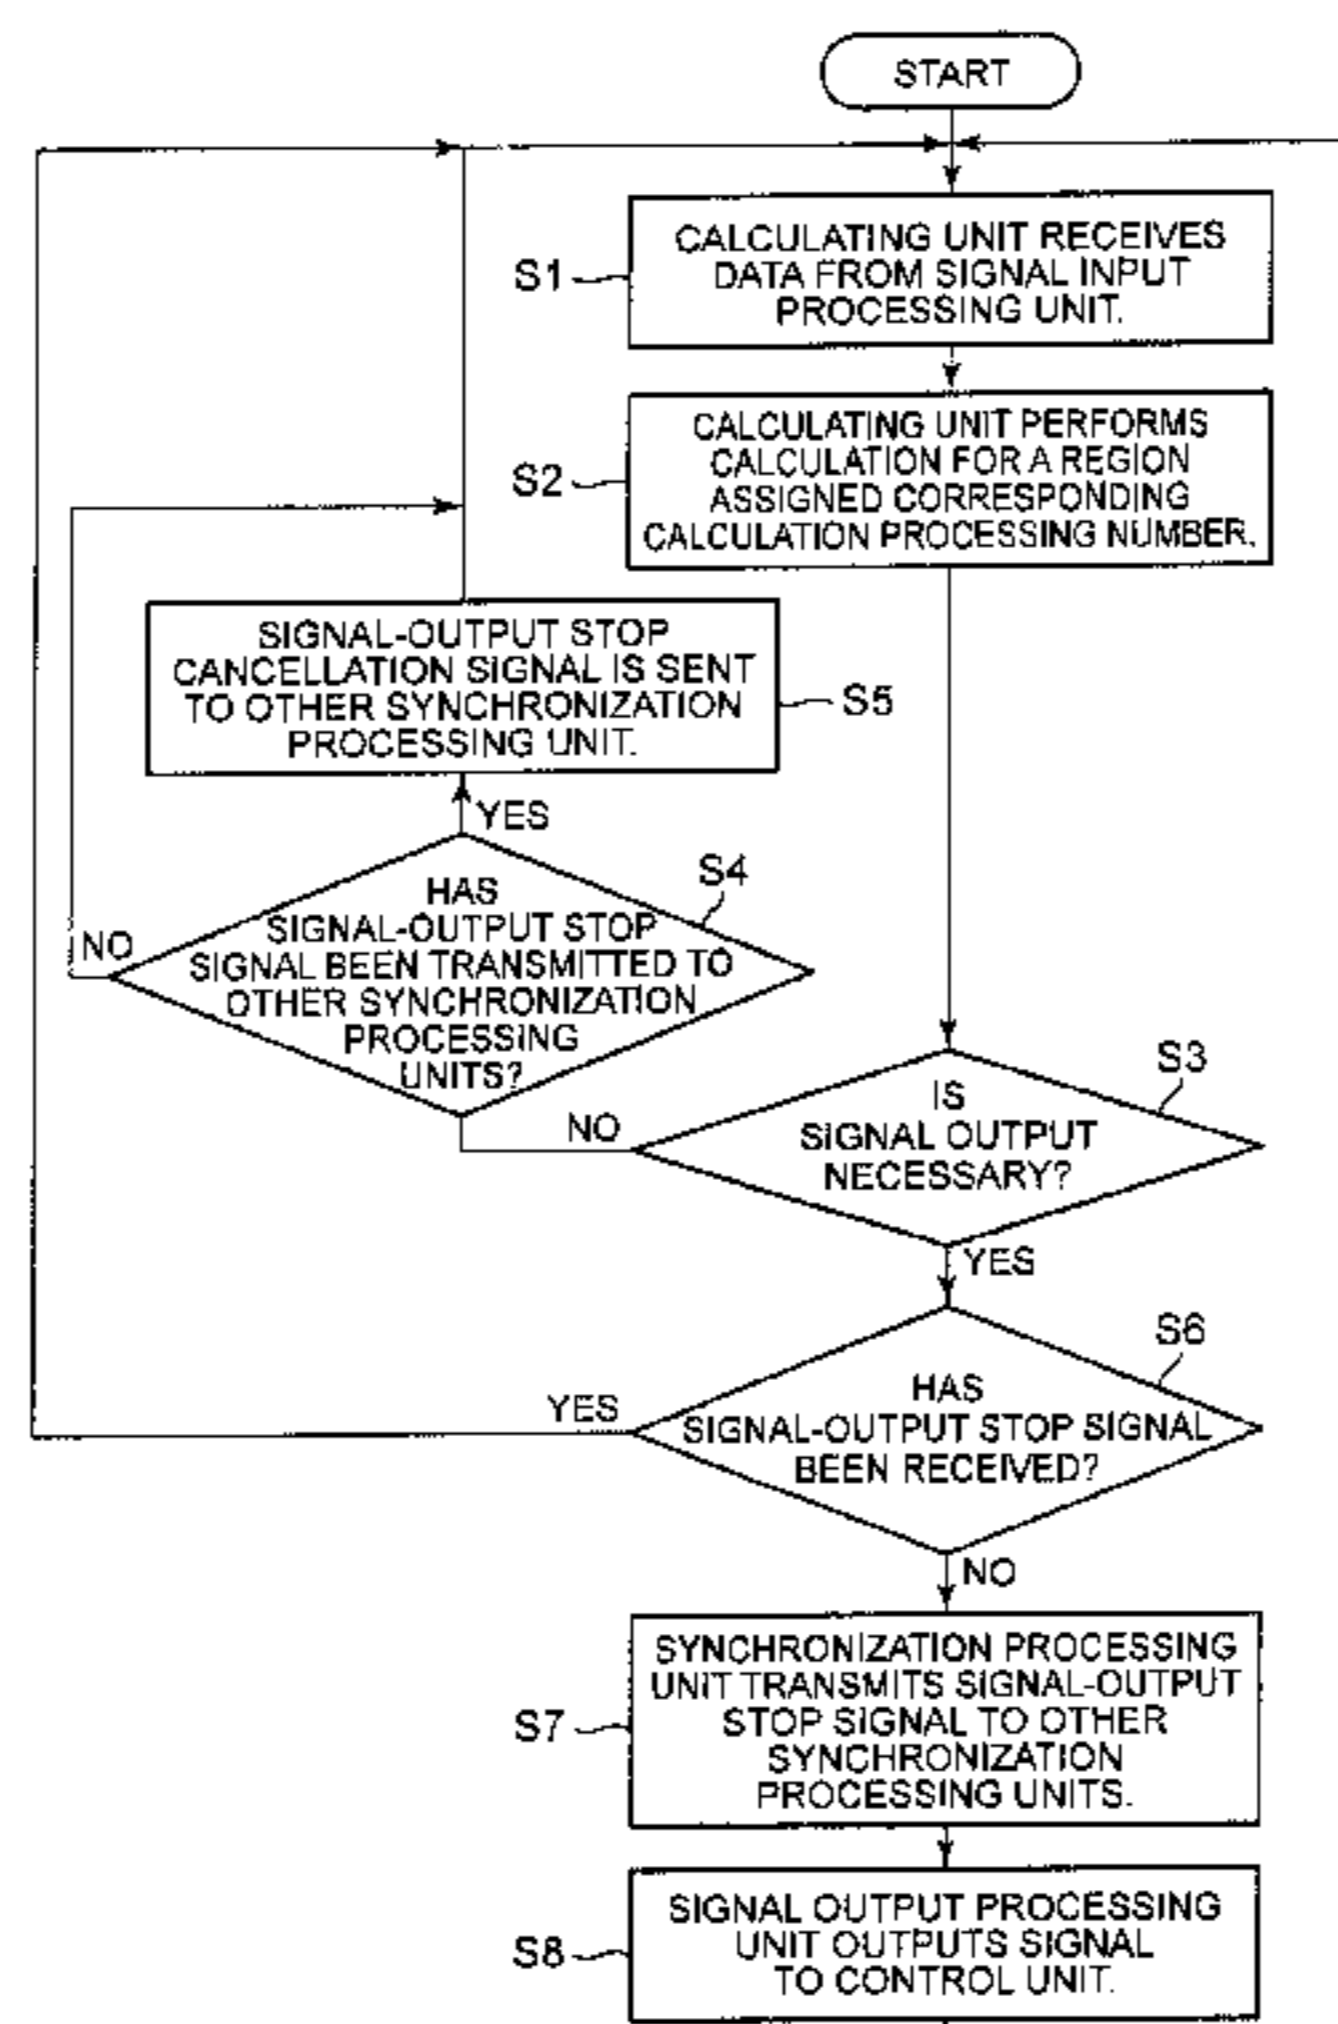 START
S1
CALCULATING UNIT RECEIVES
DATA FROM SIGNAL INPUT
PROCESSING UNIT.
S2
CALCULATING UNIT PERFORMS
CALCULATION FOR A REGION
ASSIGNED CORRESPONDING
CALCULATION PROCESSING NUMBER.
SIGNAL-OUTPUT STOP
CANCELLATION SIGNAL IS SENT
TO OTHER SYNCHRONIZATION
PROCESSING UNIT.
S5
YES
S4
HAS
SIGNAL-OUTPUT STOP
SIGNAL BEEN TRANSMITTED TO
OTHER SYNCHRONIZATION
PROCESSING
UNITS?
NO
S3
IS
SIGNAL OUTPUT
NECESSARY?
NO
YES
S6
HAS
SIGNAL-OUTPUT STOP SIGNAL
BEEN RECEIVED?
YES
NO
S7
SYNCHRONIZATION PROCESSING
UNIT TRANSMITS SIGNAL-OUTPUT
STOP SIGNAL TO OTHER
SYNCHRONIZATION
PROCESSING UNITS.
S8
SIGNAL OUTPUT PROCESSING
UNIT OUTPUTS SIGNAL
TO CONTROL UNIT.